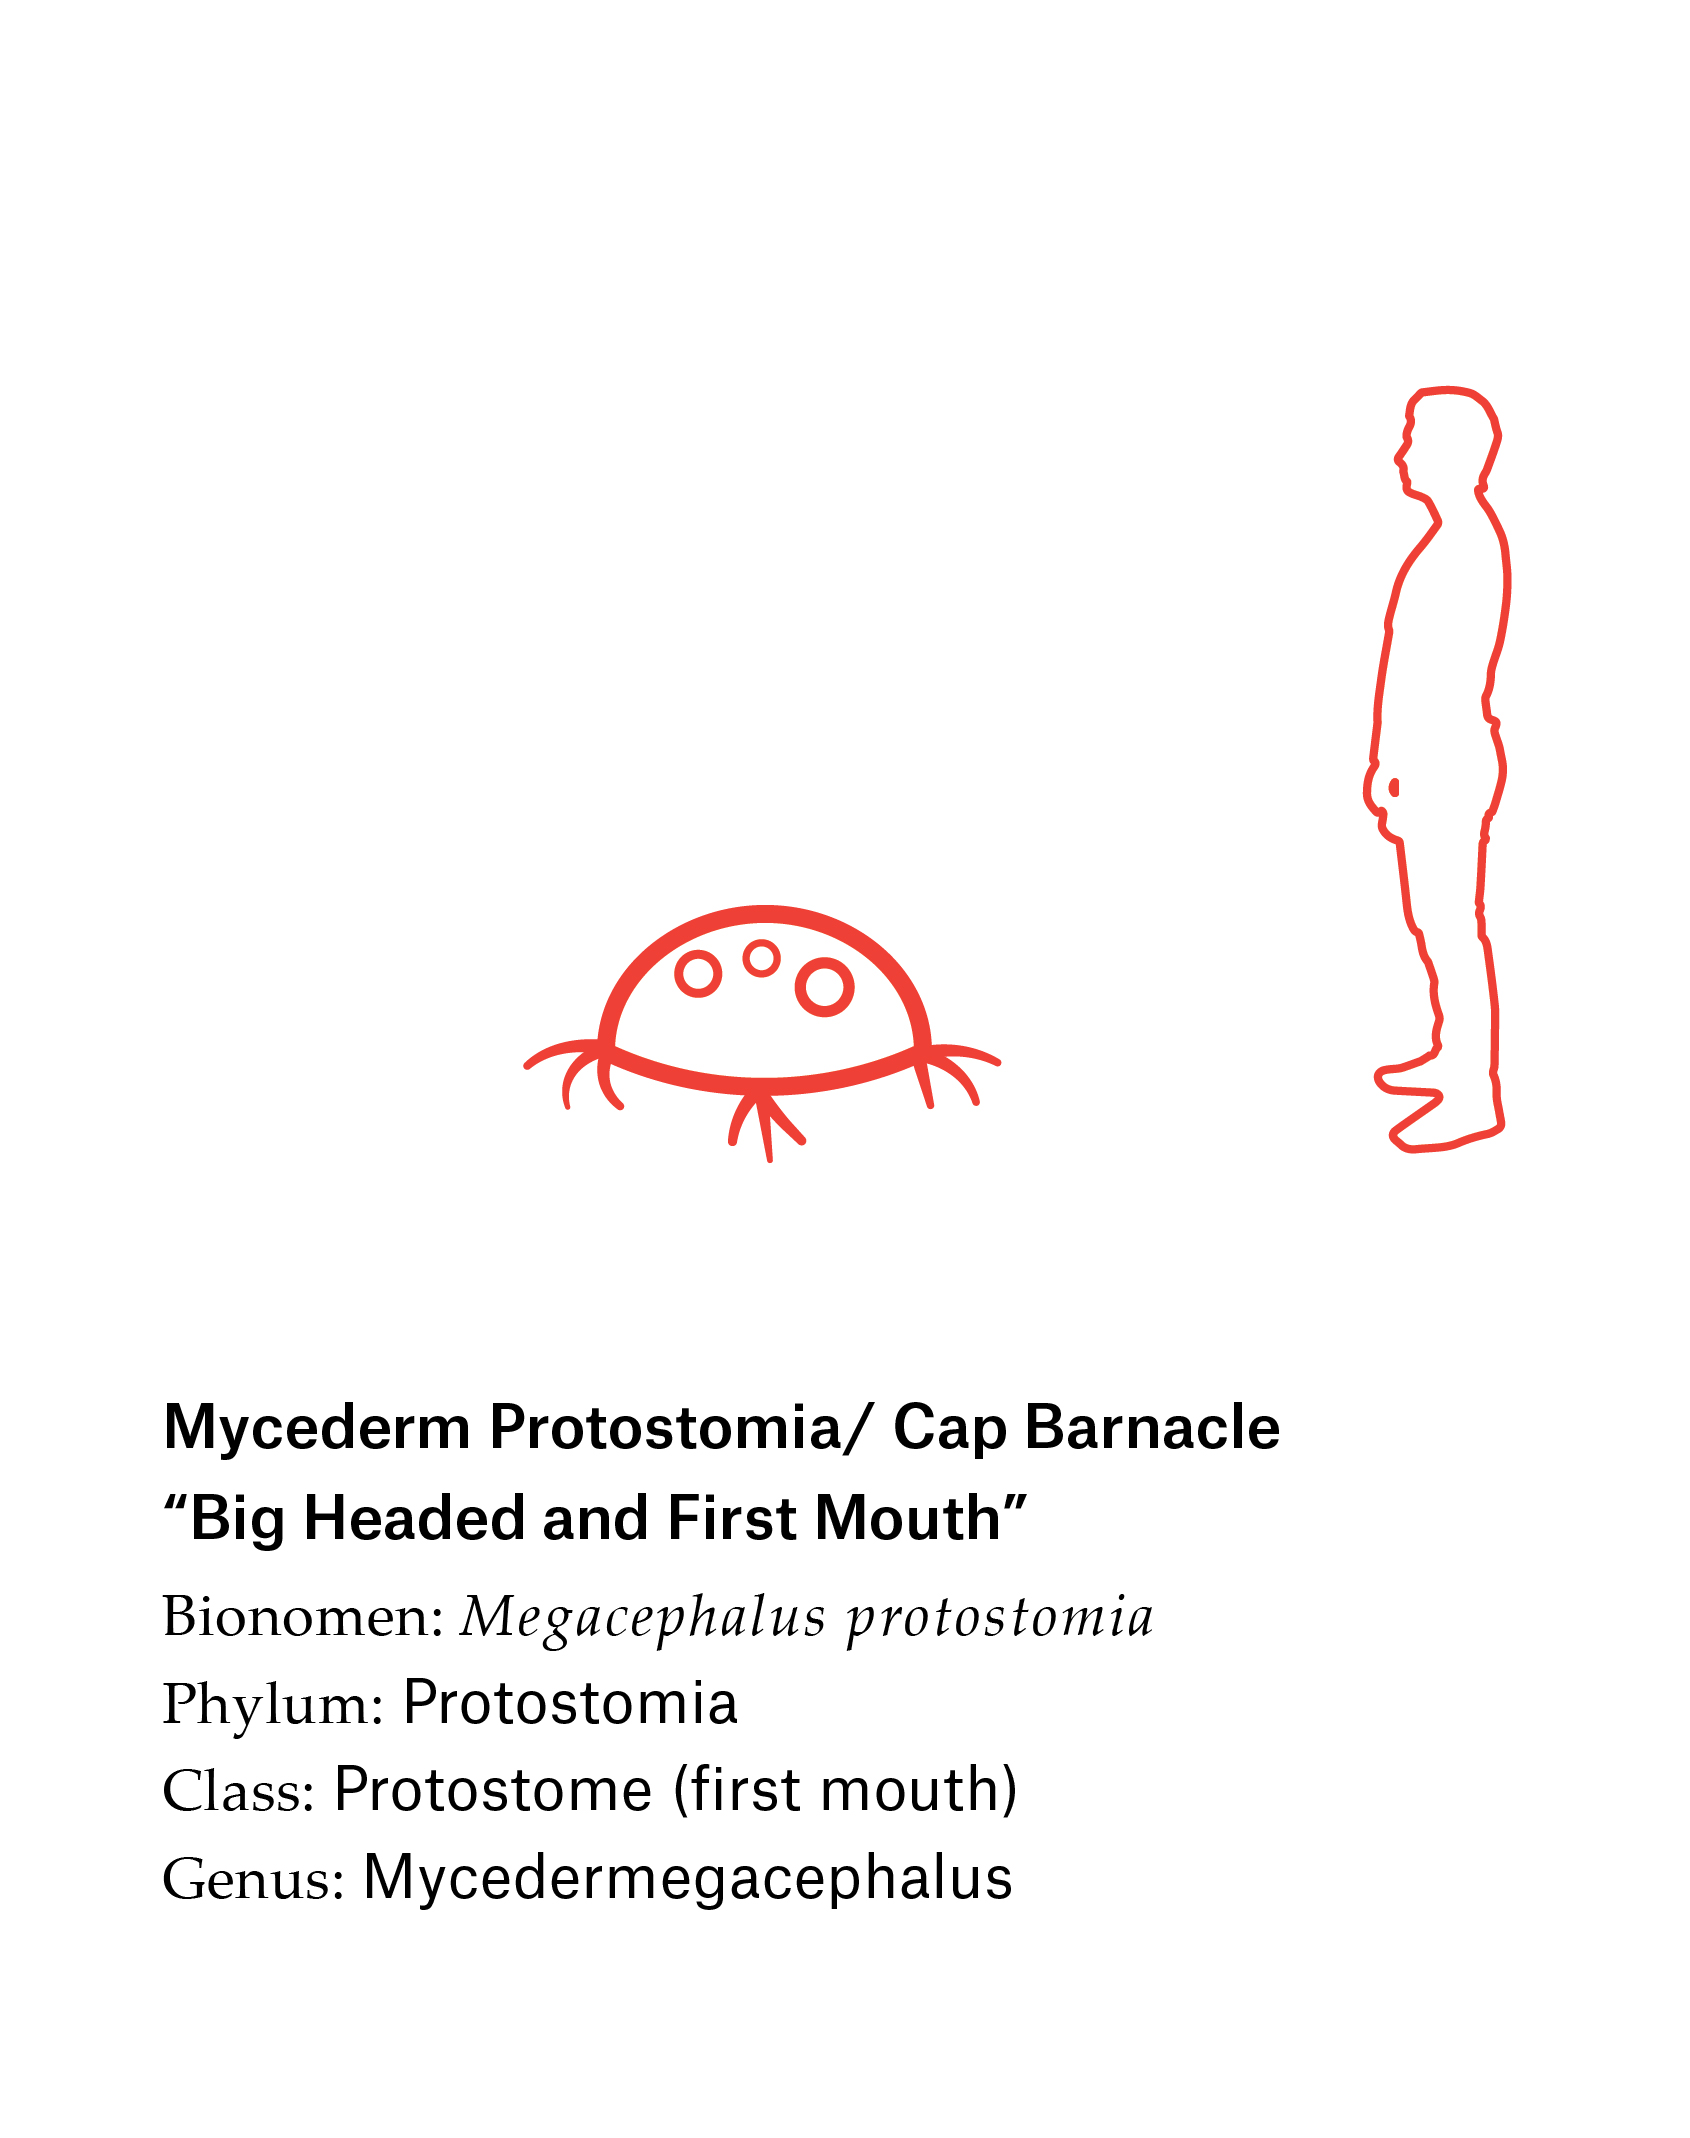 Mycederm Protostomia/ Cap Barnacle
“Big Headed and First Mouth”
Bionomen: Megacephalus protostomia
Phylum: Protostomia
Class: Protostome (first mouth)
Genus: Mycedermegacephalus